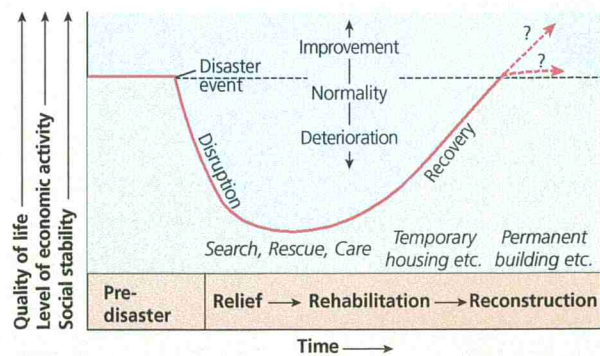 Quality of life
Level of economic activity
Social stability
Improvement
Normality
Deterioration
Disaster
event
Disruption
Recovery
?
?
Search, Rescue, Care
Temporary
housing etc.
Permanent
building etc.
Pre-
disaster
Relief → Rehabilitation → Reconstruction
Time →